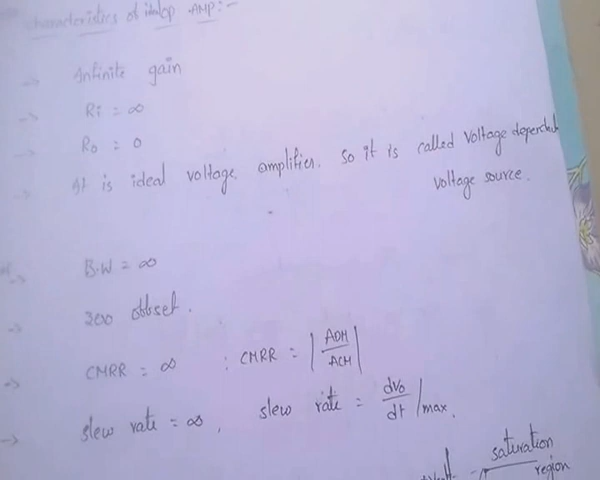 characteristics of ideal op-AMP:-
→ Infinite gain
→ Ri = ∞
→ Ro = 0
→ It is ideal voltage amplifier. so it is called voltage dependent
voltage source.
→ B.W = ∞
→ zoo offset.
→ CMRR = ∞ : CMRR = |ADM/ACM|
→ slew rate = ∞, slew rate = dvo/dt /max.
saturation
region